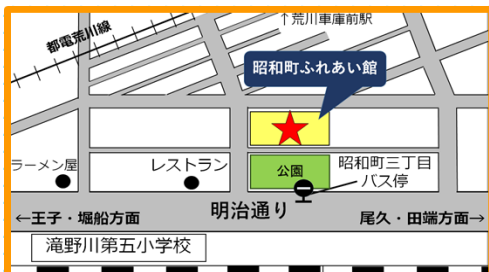 ↑荒川車庫前駅
都電荒川線
昭和町ふれあい館
ラーメン屋
レストラン
公園
昭和町三丁目
バス停
←王子・堀船方面
明治通り
尾久・田端方面→
滝野川第五小学校